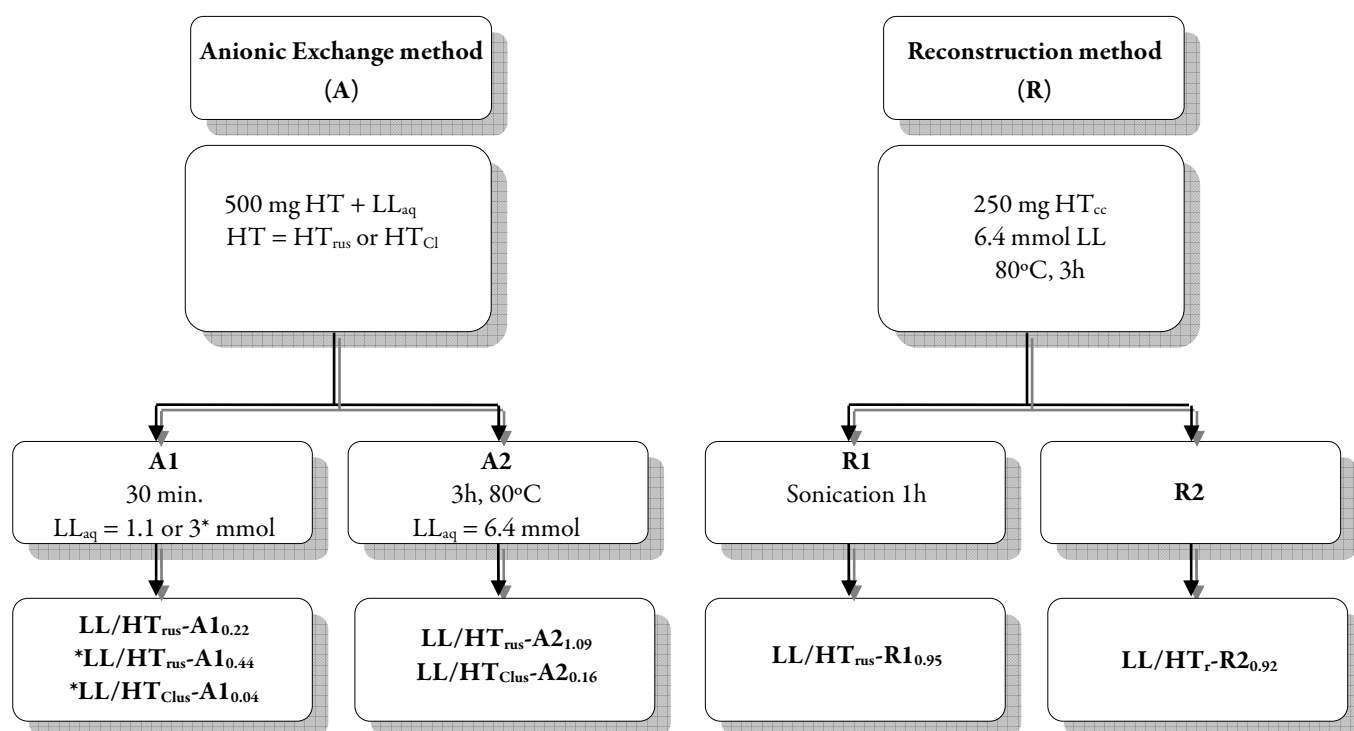 Anionic Exchange method
(A)
Reconstruction method
(R)
500 mg HT + LLaq
HT = HTrus or HTCl
250 mg HTcc
6.4 mmol LL
80ºC, 3h
A1
30 min.
LLaq = 1.1 or 3* mmol
A2
3h, 80ºC
LLaq = 6.4 mmol
R1
Sonication 1h
R2
LL/HTrus-A10.22
*LL/HTrus-A10.44
*LL/HTClus-A10.04
LL/HTrus-A21.09
LL/HTClus-A20.16
LL/HTrus-R10.95
LL/HTr-R20.92